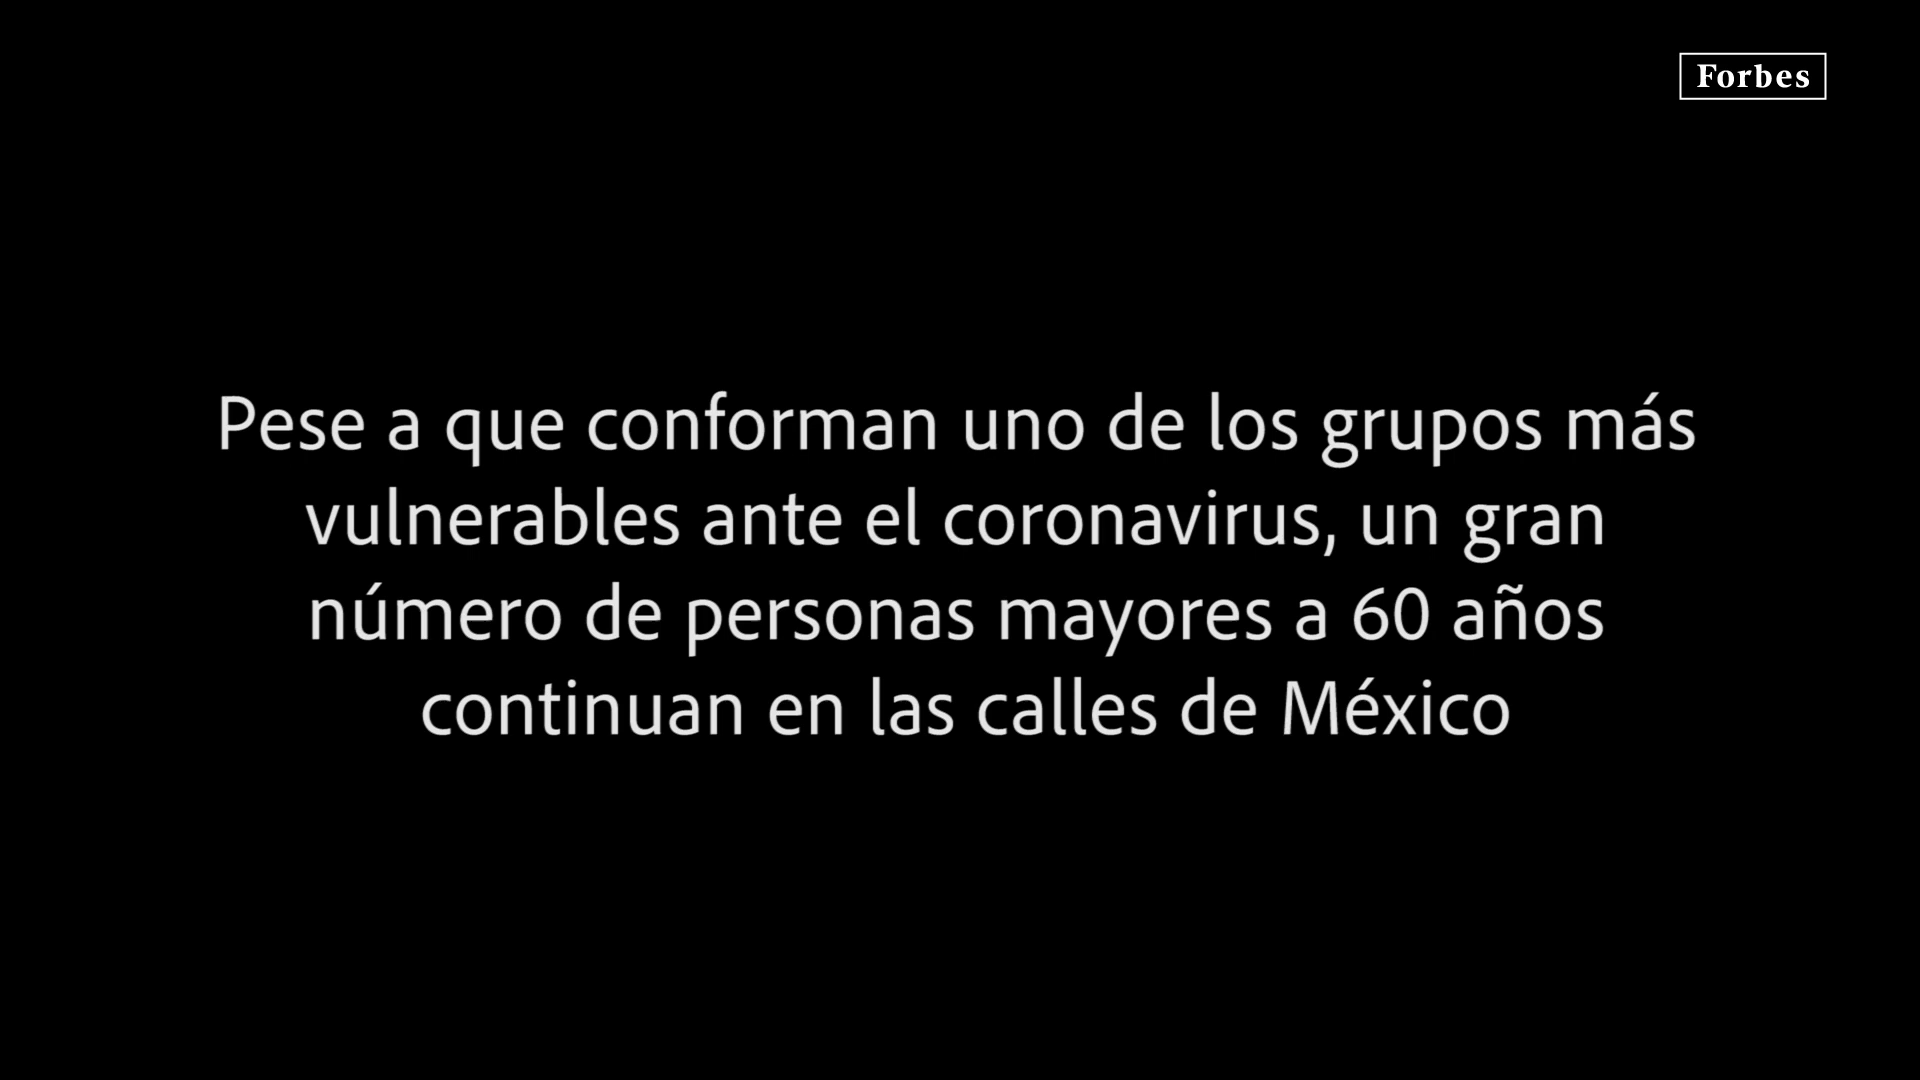 Forbes
Pese a que conforman uno de los grupos más
vulnerables ante el coronavirus, un gran
número de personas mayores a 60 años
continuan en las calles de México